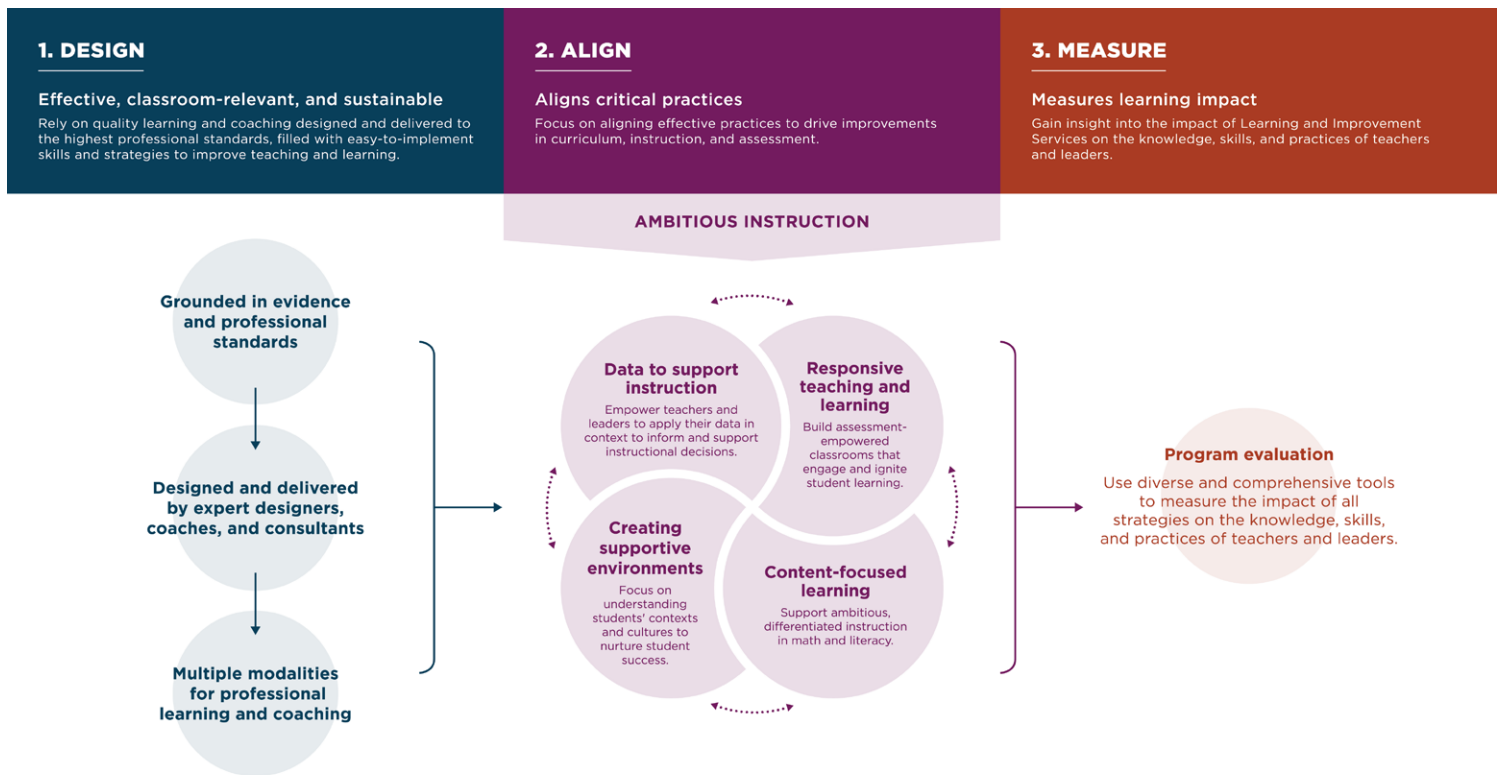 1. DESIGN
Effective, classroom-relevant, and sustainable
Rely on quality learning and coaching designed and delivered to
the highest professional standards, filled with easy-to-implement
skills and strategies to improve teaching and learning.
2. ALIGN
Aligns critical practices
Focus on aligning effective practices to drive improvements
in curriculum, instruction, and assessment.
3. MEASURE
Measures learning impact
Gain insight into the impact of Learning and Improvement
Services on the knowledge, skills, and practices of teachers
and leaders.
AMBITIOUS INSTRUCTION
Grounded in evidence
and professional
standards
Designed and delivered
by expert designers,
coaches, and consultants
Multiple modalities
for professional
learning and coaching
Data to support
instruction
Empower teachers and
leaders to apply their data in
context to inform and support
instructional decisions.
Responsive
teaching and
learning
Build assessment-
empowered
classrooms that
engage and ignite
student learning.
Creating
supportive
environments
Focus on
understanding
students' contexts
and cultures to
nurture student
success.
Content-focused
learning
Support ambitious,
differentiated instruction
in math and literacy.
Program evaluation
Use diverse and comprehensive tools
to measure the impact of all
strategies on the knowledge, skills,
and practices of teachers and leaders.